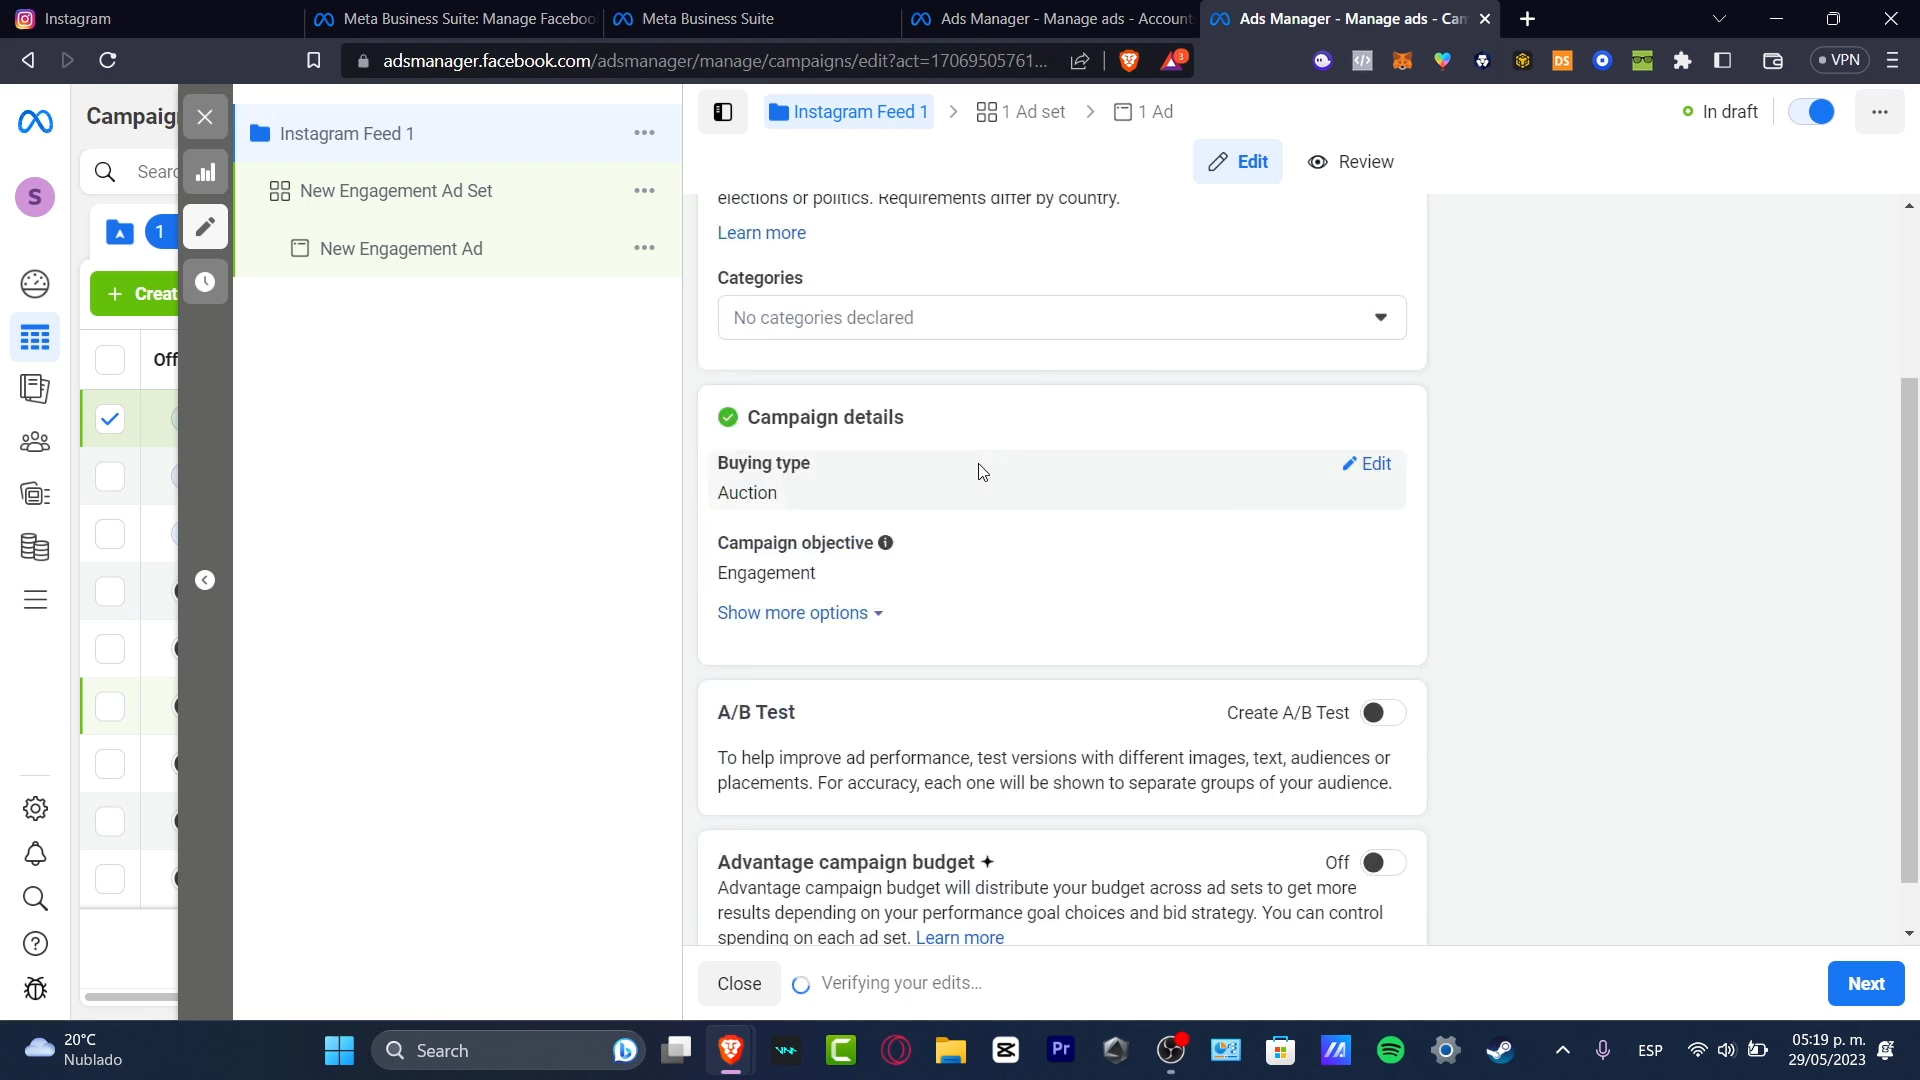 Instagram
Meta Business Suite: Manage Faceboo
Meta Business Suite
Ads Manager - Manage ads - Account
Ads Manager - Manage ads - Cam
adsmanager.facebook.com/adsmanager/manage/campaigns/edit?act=17069505761...
3
DS
VPN
Campaig
S
Searc
1
+ Creat
Off
Instagram Feed 1
New Engagement Ad Set
New Engagement Ad
Instagram Feed 1
1 Ad set
1 Ad
In draft
Edit
Review
elections or politics. Requirements differ by country.
Learn more
Categories
No categories declared
Campaign details
Buying type
Edit
Auction
Campaign objective
Engagement
Show more options
A/B Test
Create A/B Test
To help improve ad performance, test versions with different images, text, audiences or
placements. For accuracy, each one will be shown to separate groups of your audience.
Advantage campaign budget
Off
Advantage campaign budget will distribute your budget across ad sets to get more
results depending on your performance goal choices and bid strategy. You can control
spending on each ad set. Learn more
Close
Verifying your edits...
Next
20°C
Nublado
Search
Pr
ESP
05:19 p. m.
29/05/2023